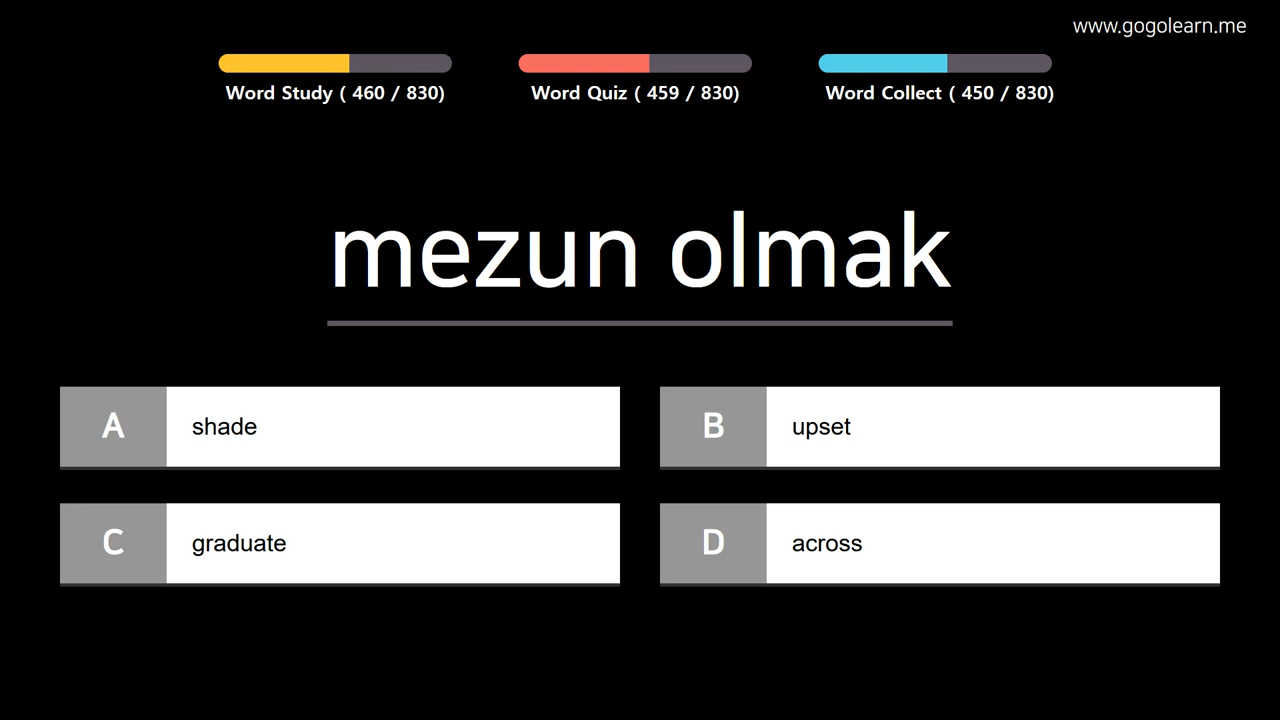 www.gogolearn.me
Word Study ( 460 / 830)
Word Quiz ( 459 / 830)
Word Collect ( 450 / 830)
mezun olmak
A shade
B upset
C graduate
D across